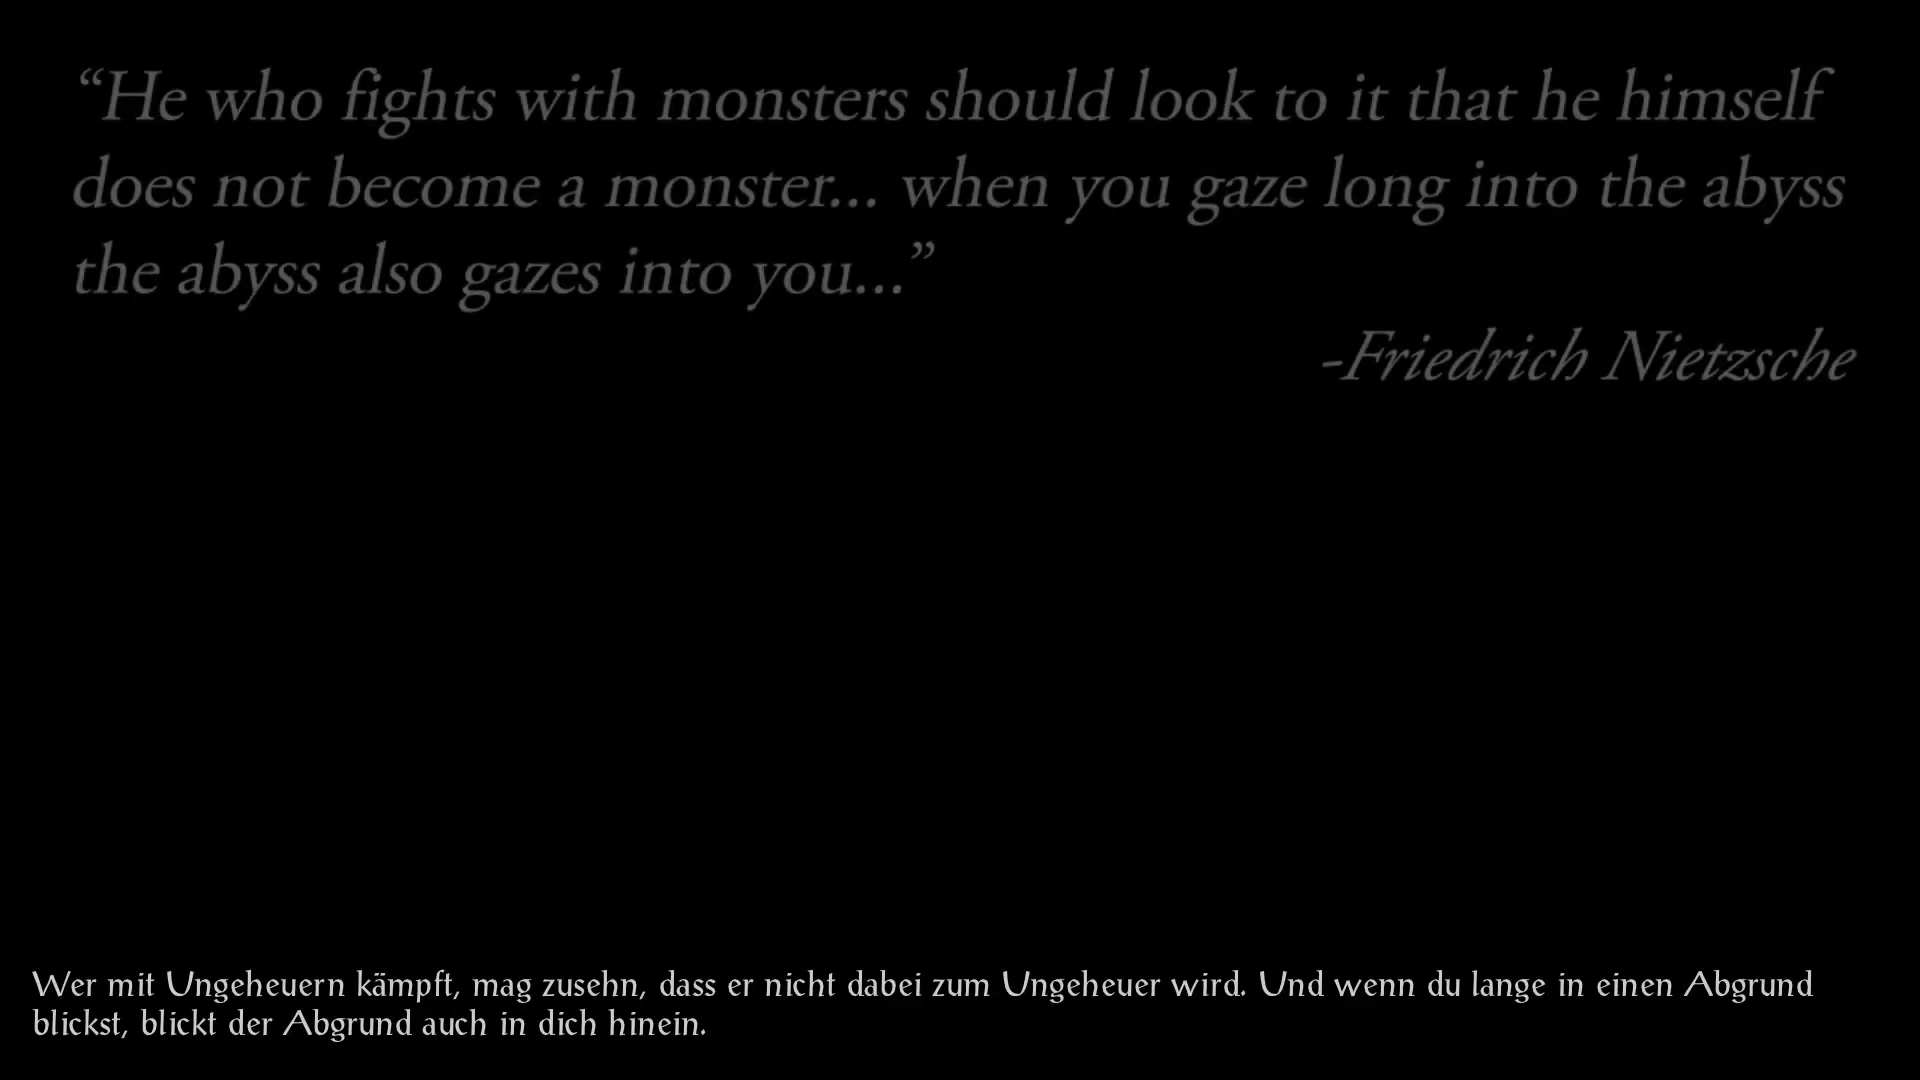 “He who fights with monsters should look to it that he himself
does not become a monster... when you gaze long into the abyss
the abyss also gazes into you...”
-Friedrich Nietzsche
Wer mit Ungeheuern kämpft, mag zusehn, dass er nicht dabei zum Ungeheuer wird. Und wenn du lange in einen Abgrund
blickst, blickt der Abgrund auch in dich hinein.